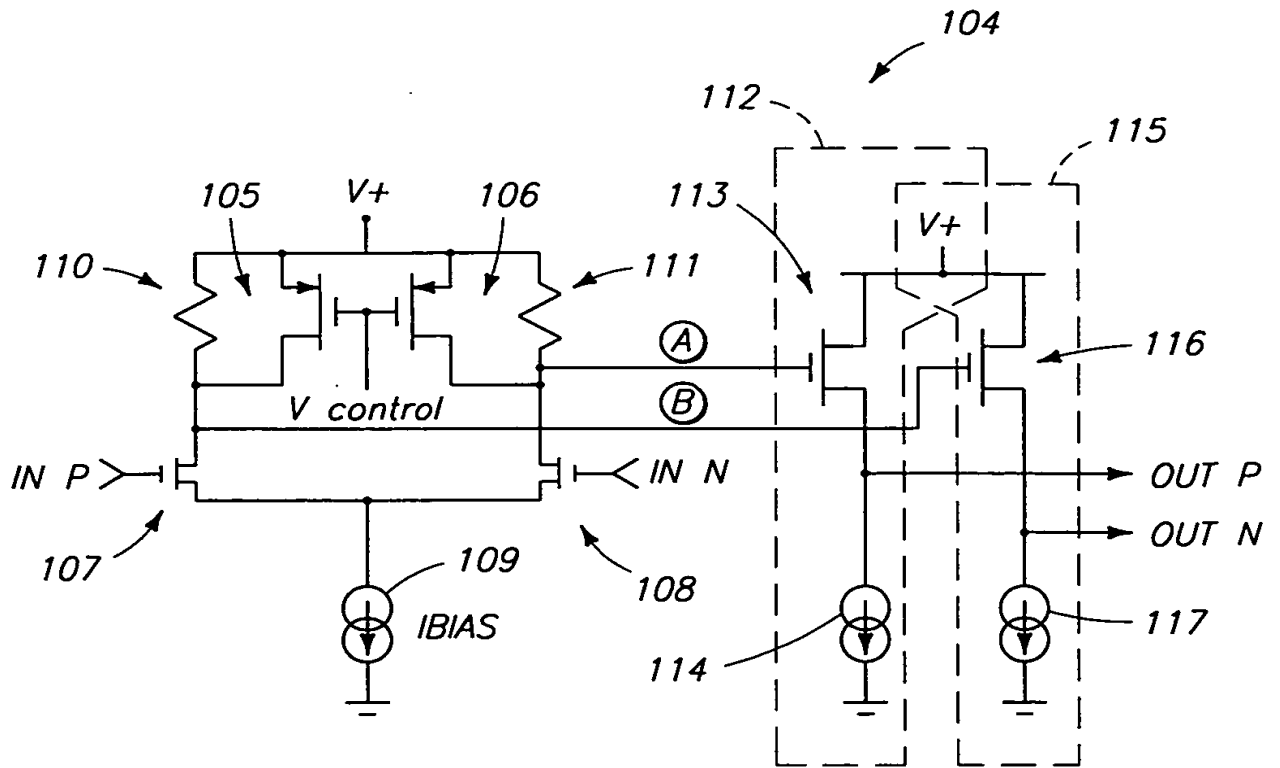 104
112
115
V+
105
106
113
V+
110
111
A
116
V control
B
IN P
IN N
OUT P
OUT N
107
109
108
IBIAS
114
117